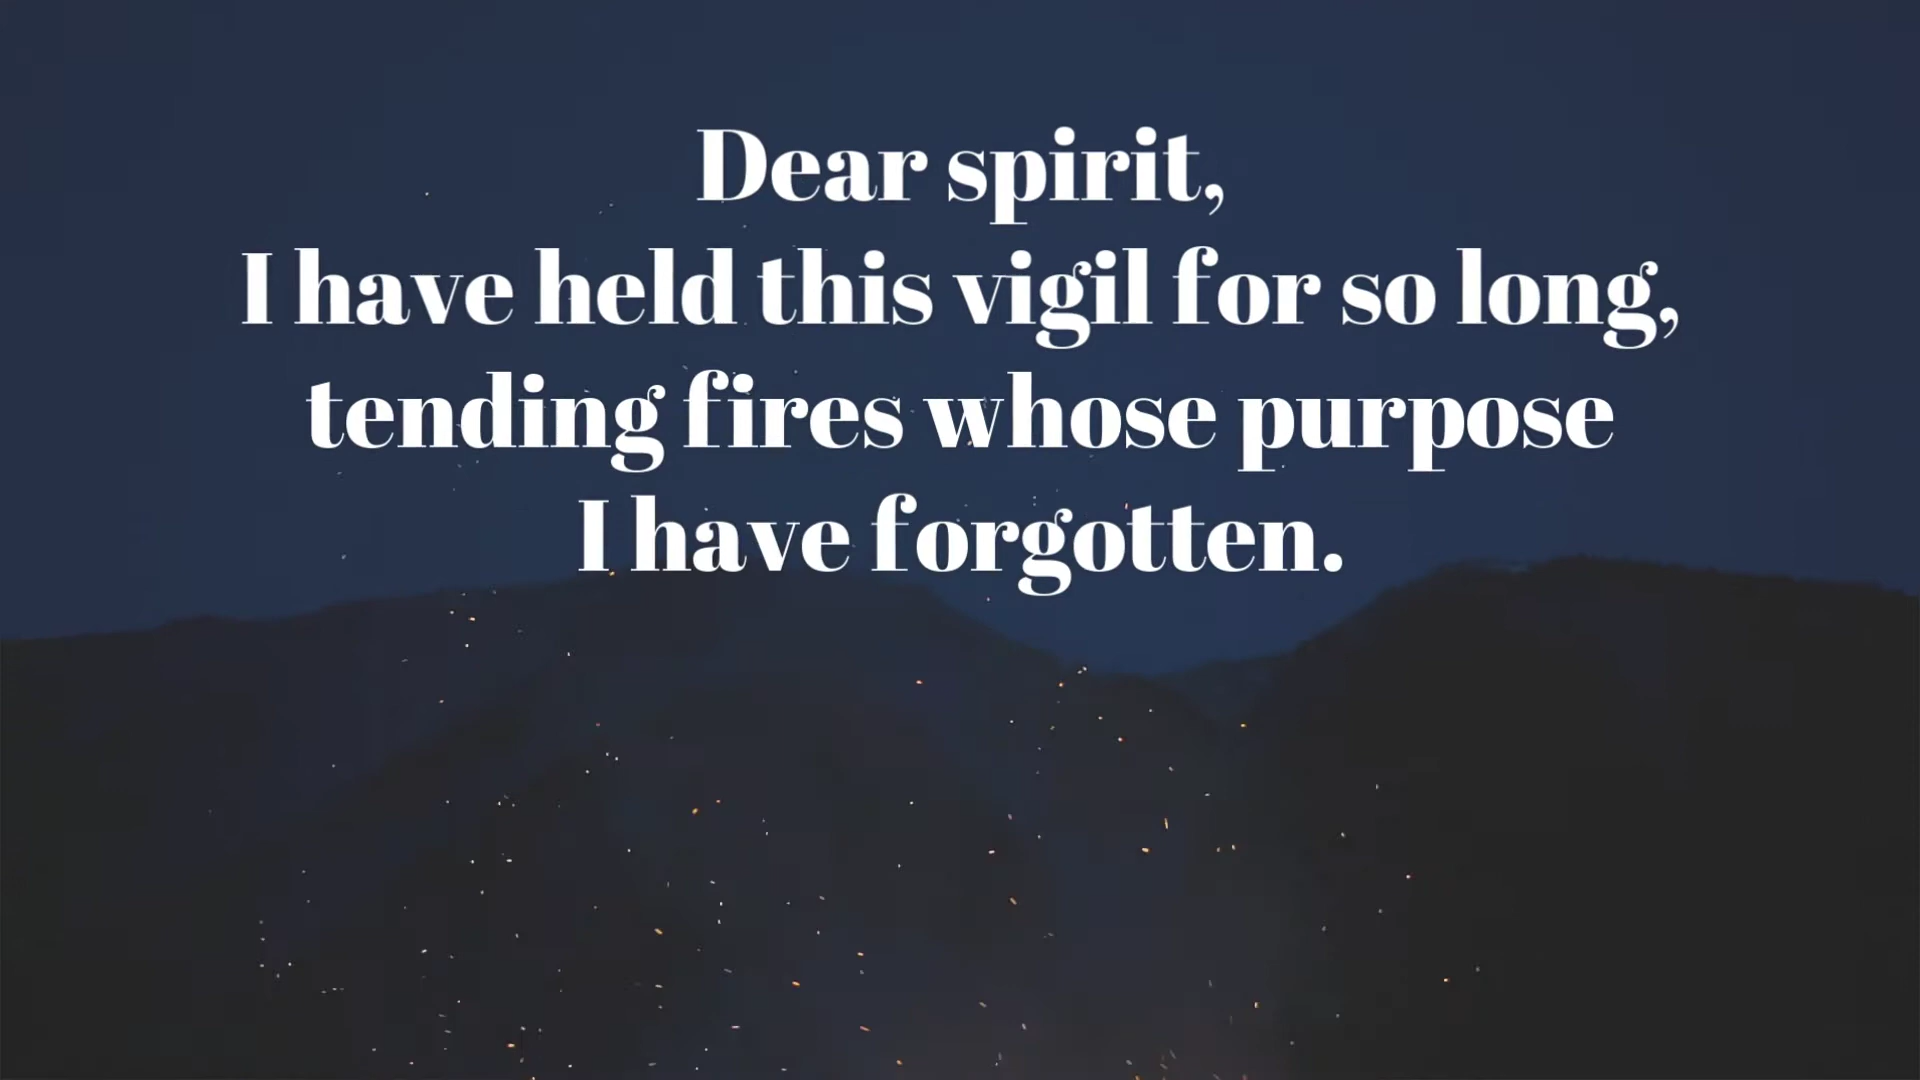 Dear spirit,
I have held this vigil for so long,
tending fires whose purpose
I have forgotten.